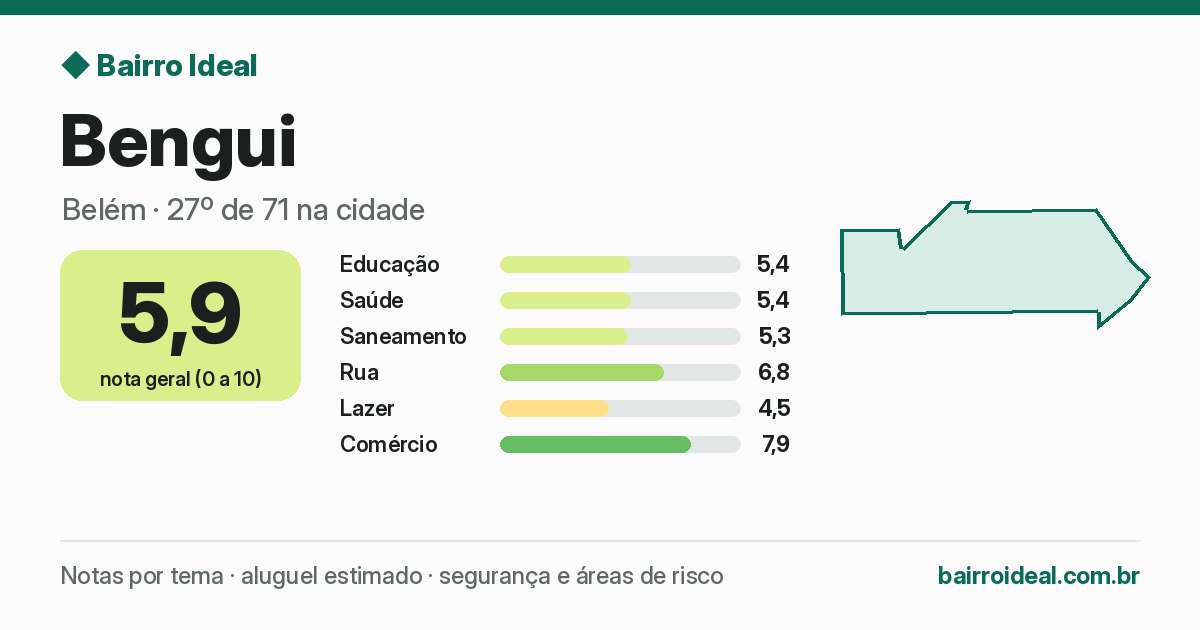 Bairro Ideal
Bengui
Belém · 27º de 71 na cidade
5,9
nota geral (0 a 10)
Educação 5,4
Saúde 5,4
Saneamento 5,3
Rua 6,8
Lazer 4,5
Comércio 7,9
Notas por tema · aluguel estimado · segurança e áreas de risco
bairroideal.com.br